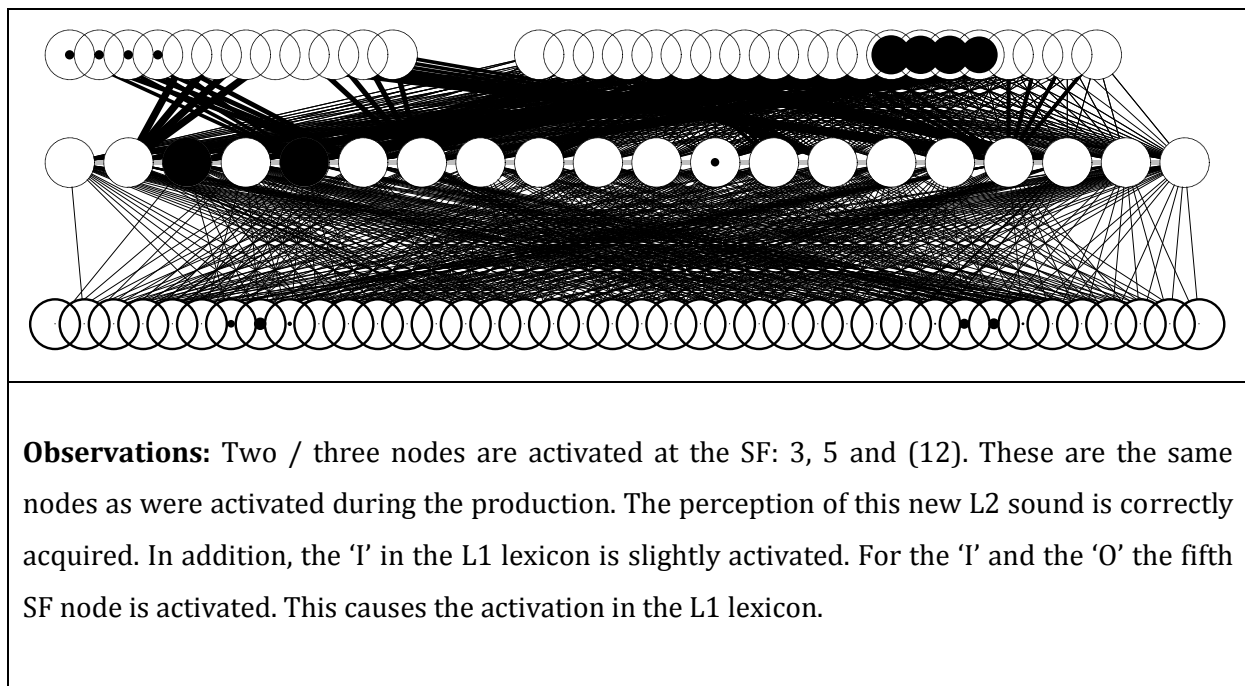 Observations: Two / three nodes are activated at the SF: 3, 5 and (12). These are the same
nodes as were activated during the production. The perception of this new L2 sound is correctly
acquired. In addition, the ‘I’ in the L1 lexicon is slightly activated. For the ‘I’ and the ‘O’ the fifth
SF node is activated. This causes the activation in the L1 lexicon.